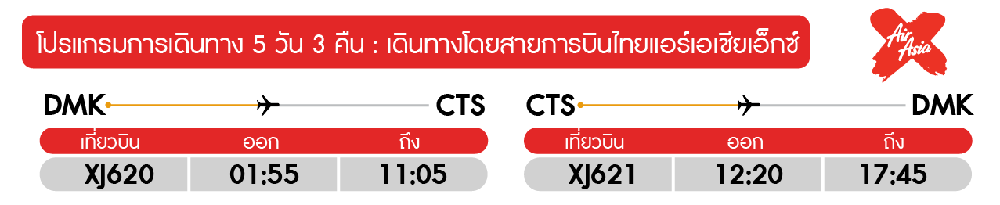 โปรแกรมการเดินทาง 5 วัน 3 คืน : เดินทางโดยสายการบินไทยแอร์เอเชียเอ็กซ์
Air
Asia
DMK CTS
เที่ยวบิน ออก ถึง
XJ620 01:55 11:05
CTS DMK
เที่ยวบิน ออก ถึง
XJ621 12:20 17:45